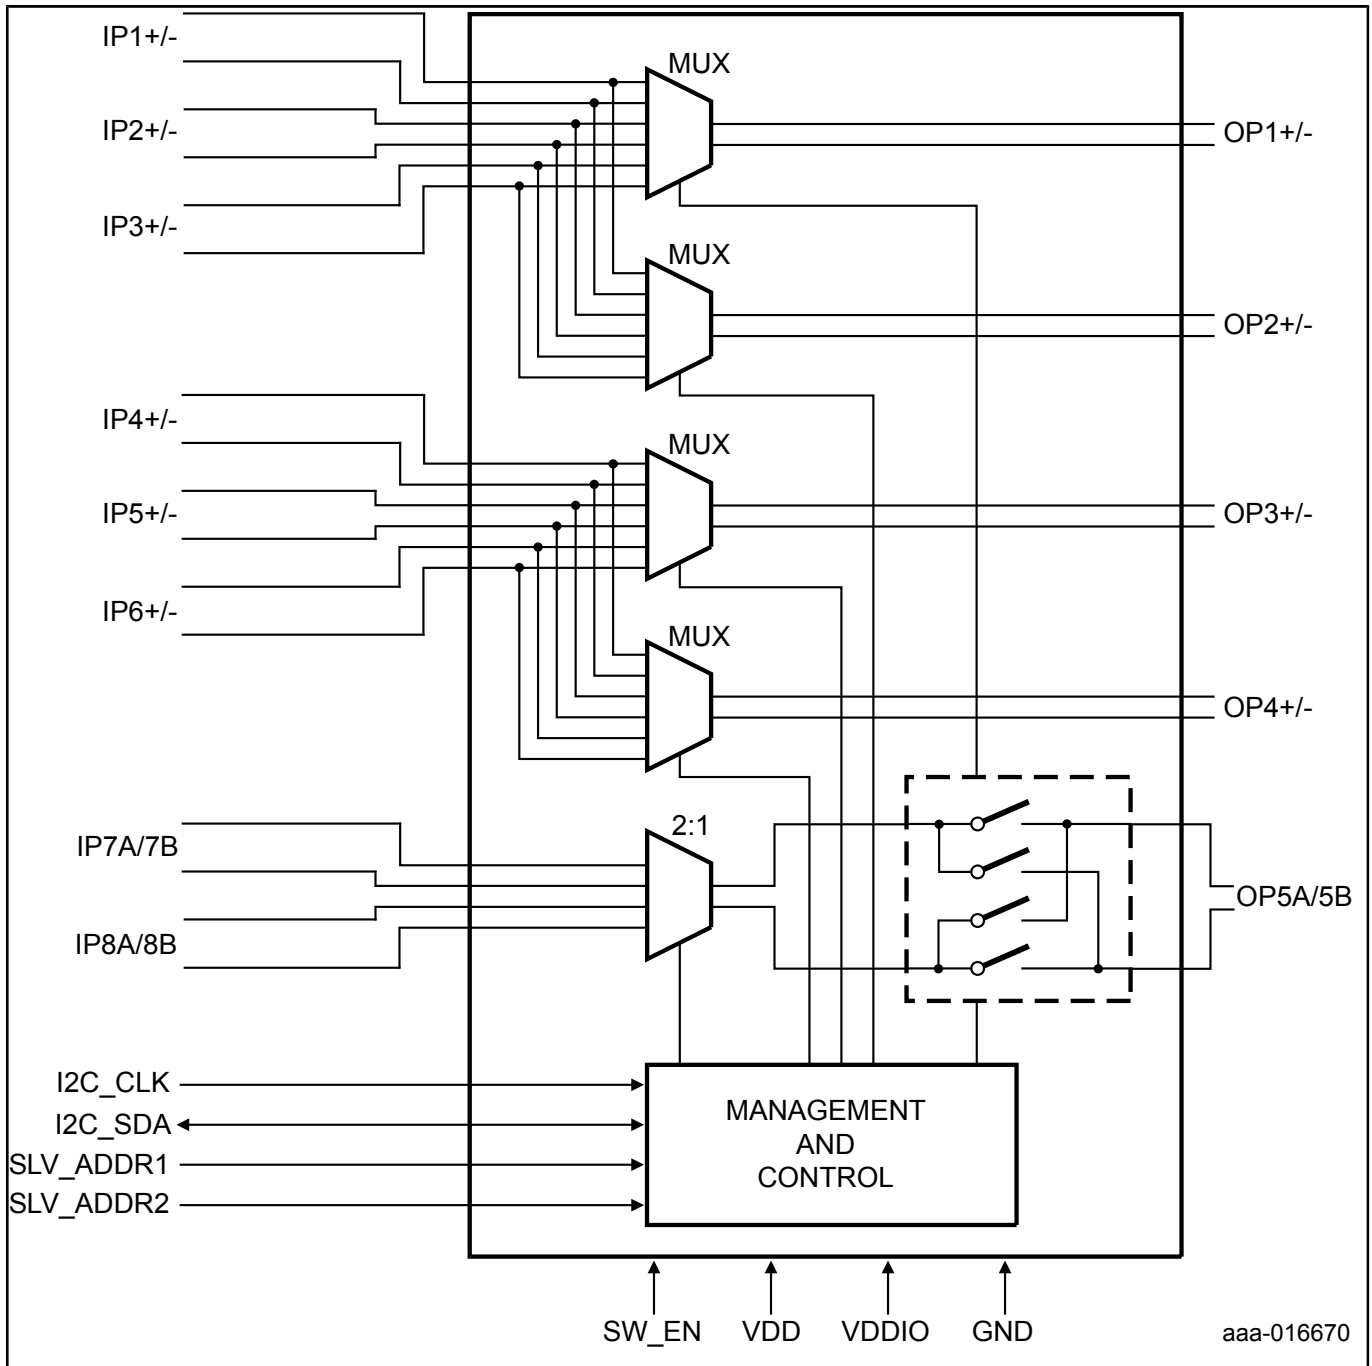 IP1+/-
MUX
IP2+/-
OP1+/-
IP3+/-
MUX
OP2+/-
IP4+/-
MUX
IP5+/-
OP3+/-
IP6+/-
MUX
OP4+/-
2:1
IP7A/7B
OP5A/5B
IP8A/8B
I2C_CLK
I2C_SDA
SLV_ADDR1
SLV_ADDR2
MANAGEMENT
AND
CONTROL
SW_EN
VDD
VDDIO
GND
aaa-016670